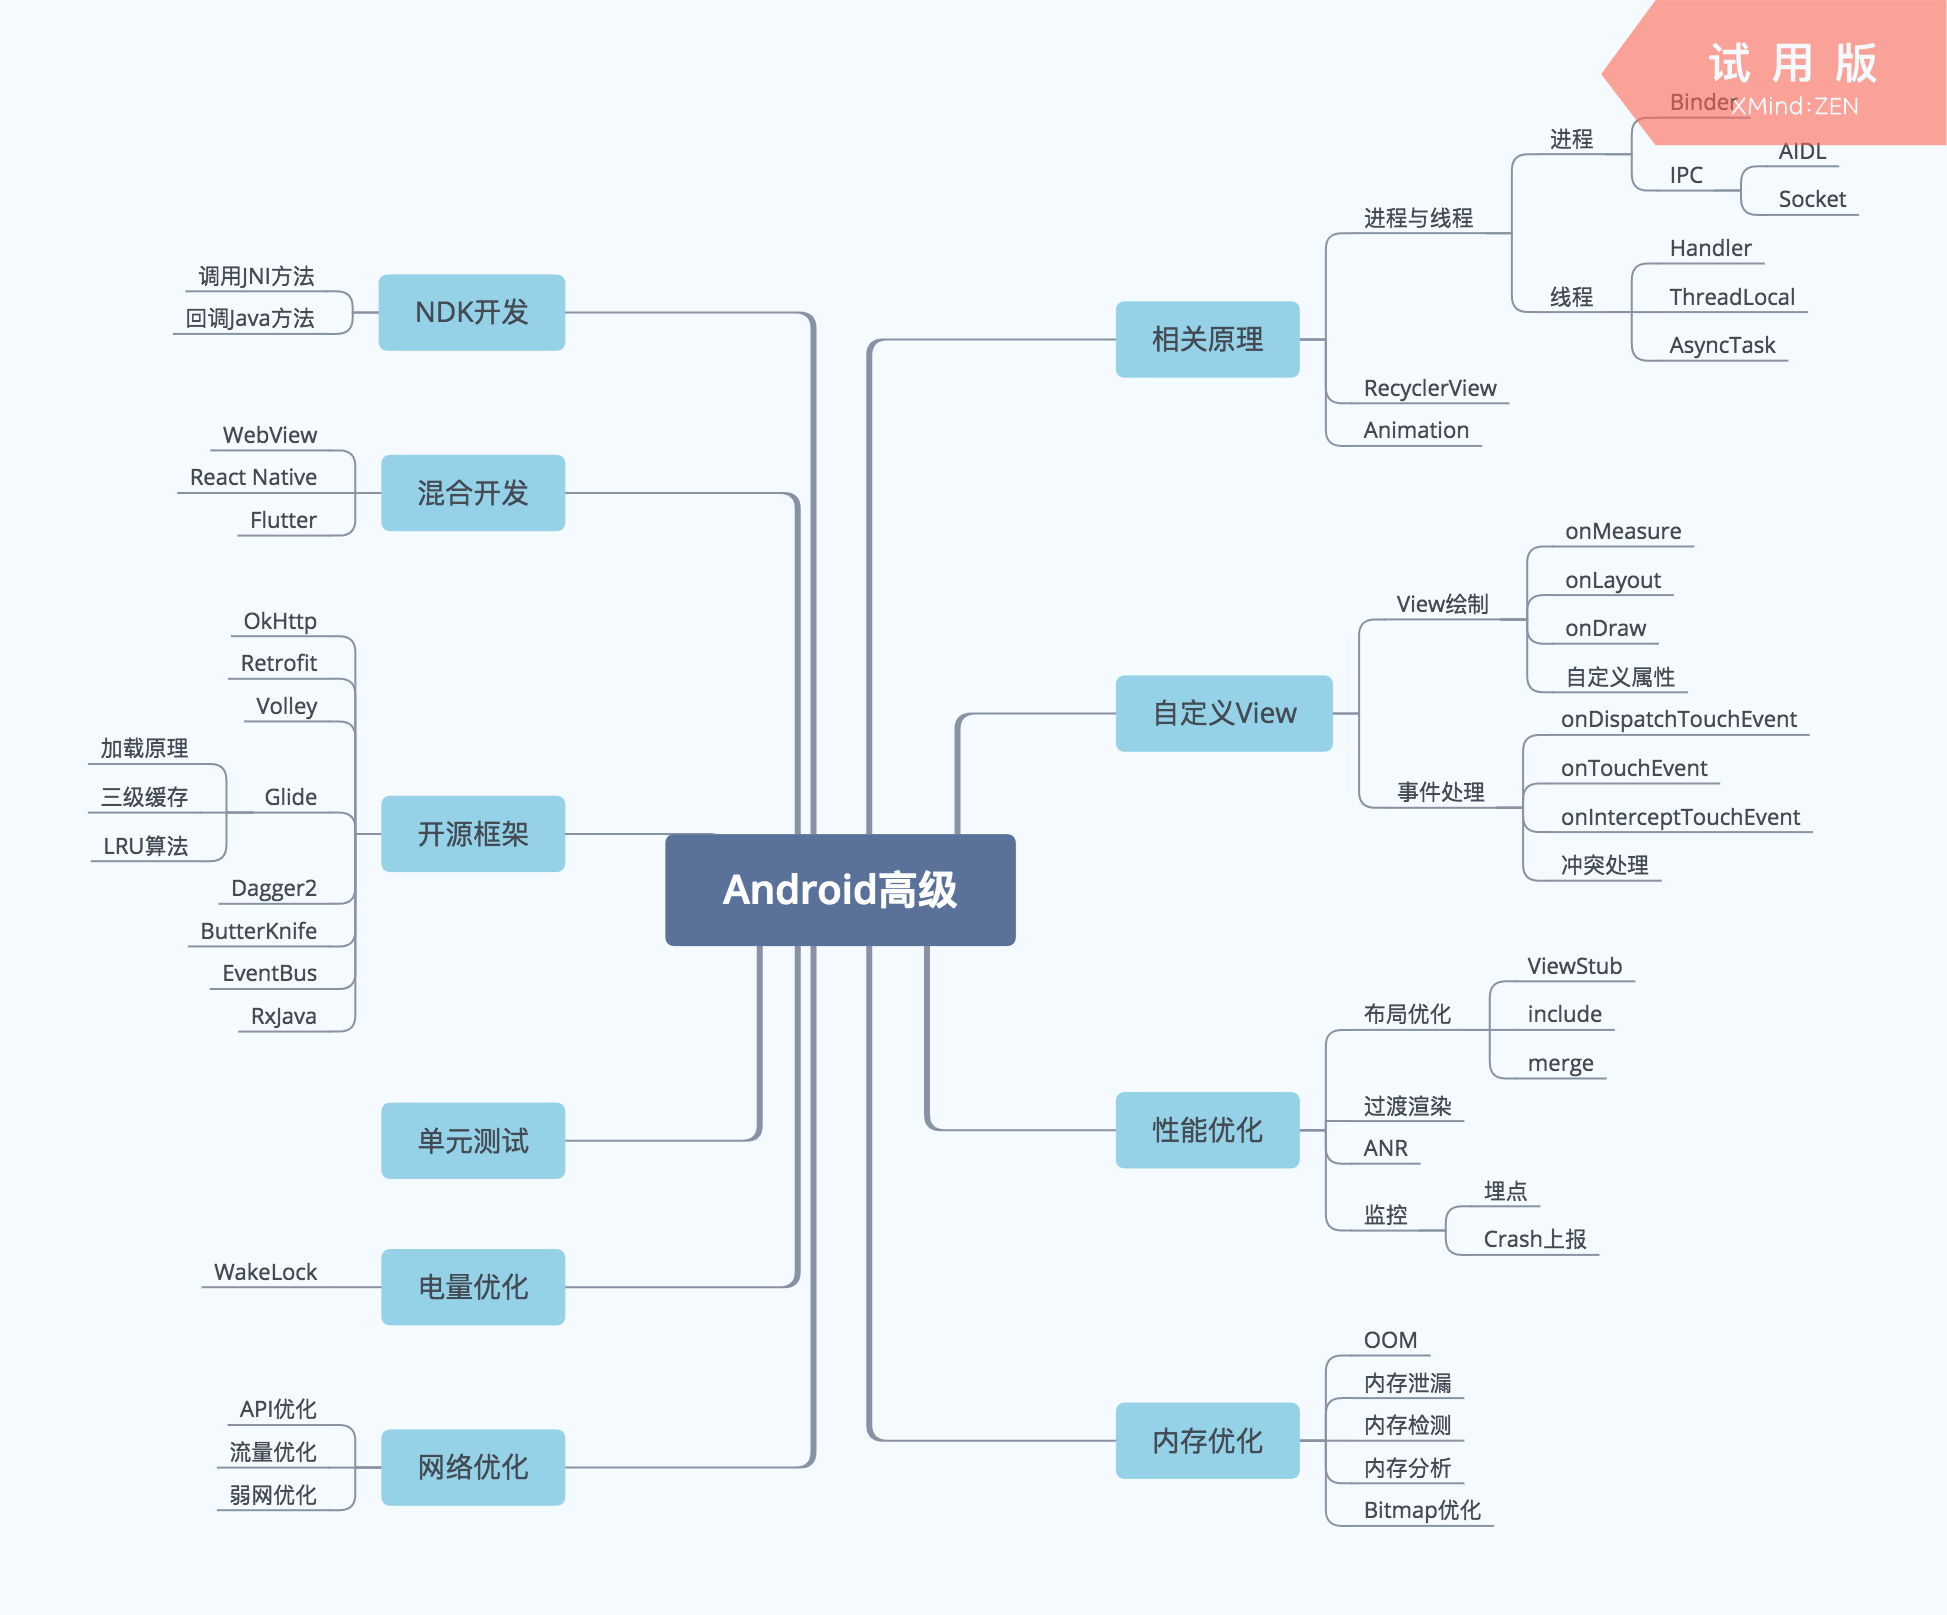 试用版
XMind:ZEN
Android高级
相关原理
进程与线程
进程
Binder
IPC
AIDL
Socket
线程
Handler
ThreadLocal
AsyncTask
RecyclerView
Animation
自定义View
View绘制
onMeasure
onLayout
onDraw
自定义属性
事件处理
onDispatchTouchEvent
onTouchEvent
onInterceptTouchEvent
冲突处理
性能优化
布局优化
ViewStub
include
merge
过渡渲染
ANR
监控
埋点
Crash上报
内存优化
OOM
内存泄漏
内存检测
内存分析
Bitmap优化
NDK开发
调用JNI方法
回调Java方法
混合开发
WebView
React Native
Flutter
开源框架
OkHttp
Retrofit
Volley
Glide
加载原理
三级缓存
LRU算法
Dagger2
ButterKnife
EventBus
RxJava
单元测试
电量优化
WakeLock
网络优化
API优化
流量优化
弱网优化